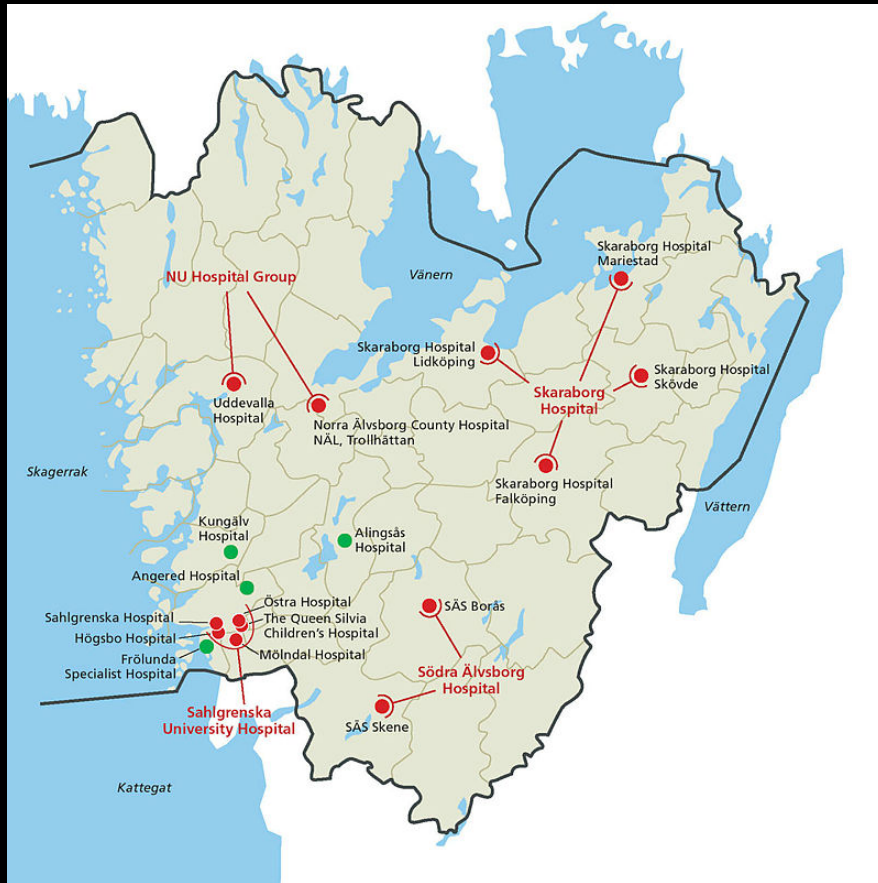 Skaraborg Hospital
Mariestad
Vänern
NU Hospital Group
Skaraborg Hospital
Lidköping
Skaraborg Hospital
Skövde
Skaraborg
Hospital
Uddevalla
Hospital
Norra Älvsborg County Hospital
NÄL, Trollhättan
Skagerrak
Skaraborg Hospital
Falköping
Vättern
Kungälv
Hospital
Alingsås
Hospital
Angered Hospital
Östra Hospital
Sahlgrenska Hospital
The Queen Silvia
Children's Hospital
Högsbo Hospital
Mölndal Hospital
Frölunda
Specialist Hospital
SÄS Borås
Södra Älvsborg
Hospital
Sahlgrenska
University Hospital
SÄS Skene
Kattegat